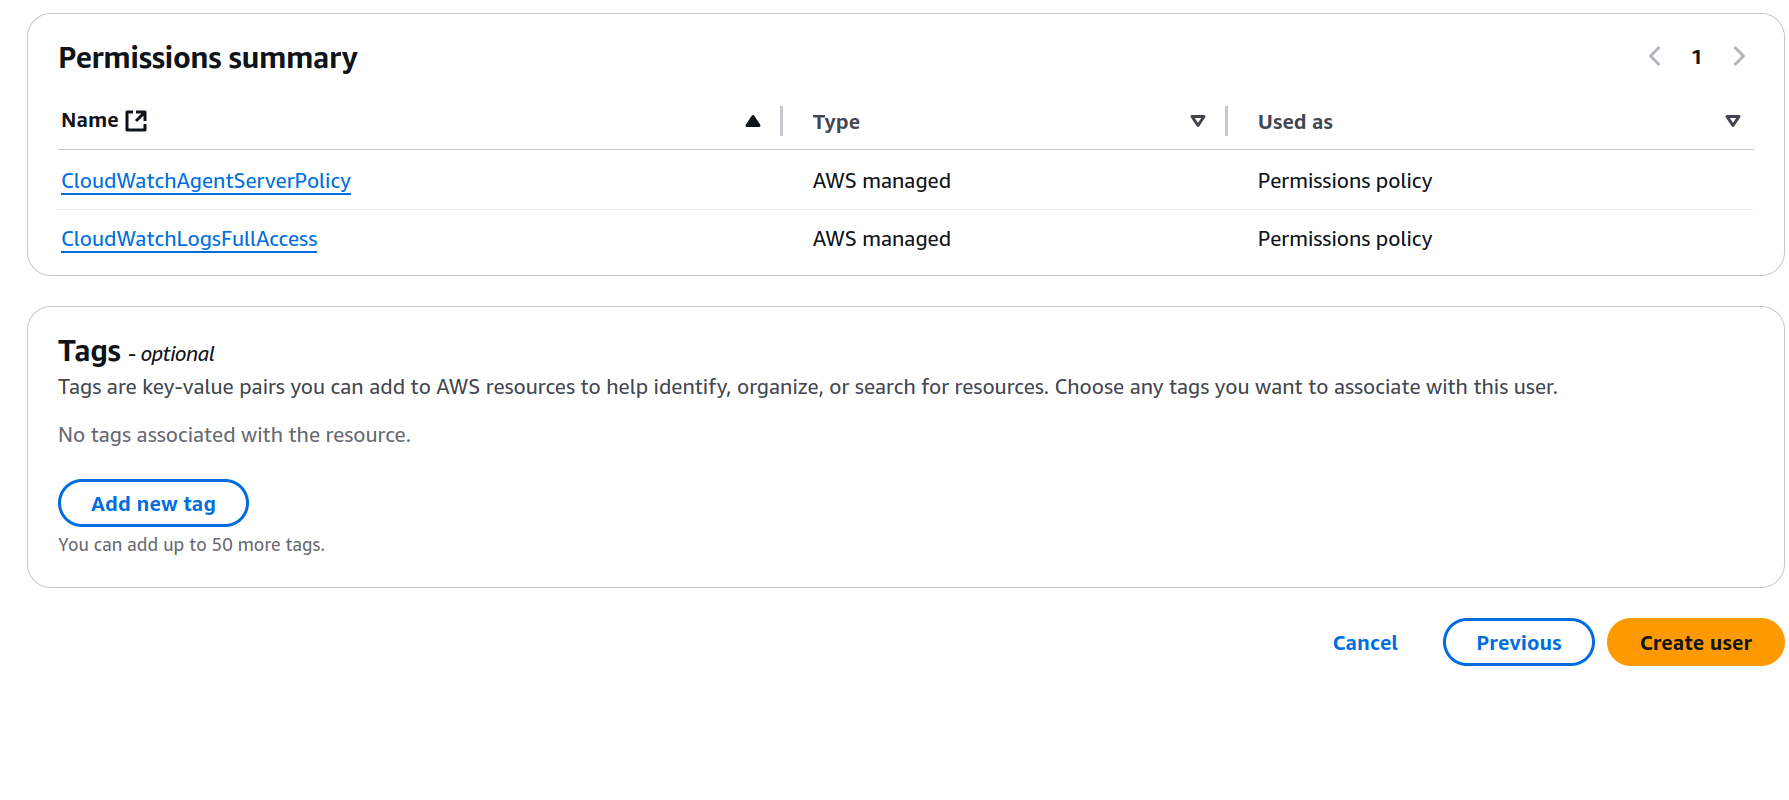 Permissions summary
1
Name Type Used as
CloudWatchAgentServerPolicy AWS managed Permissions policy
CloudWatchLogsFullAccess AWS managed Permissions policy
Tags - optional
Tags are key-value pairs you can add to AWS resources to help identify, organize, or search for resources. Choose any tags you want to associate with this user.
No tags associated with the resource.
Add new tag
You can add up to 50 more tags.
Cancel Previous Create user